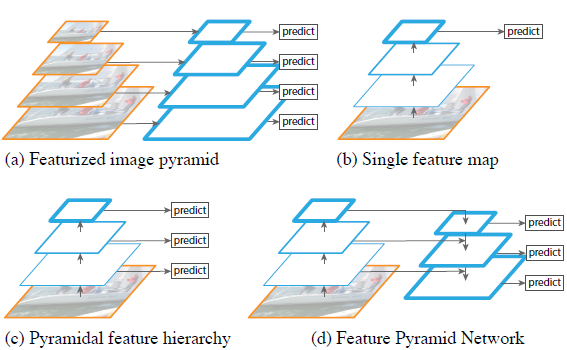 predict
predict
predict
predict
(a) Featurized image pyramid
predict
(b) Single feature map
predict
predict
predict
(c) Pyramidal feature hierarchy
predict
predict
predict
(d) Feature Pyramid Network